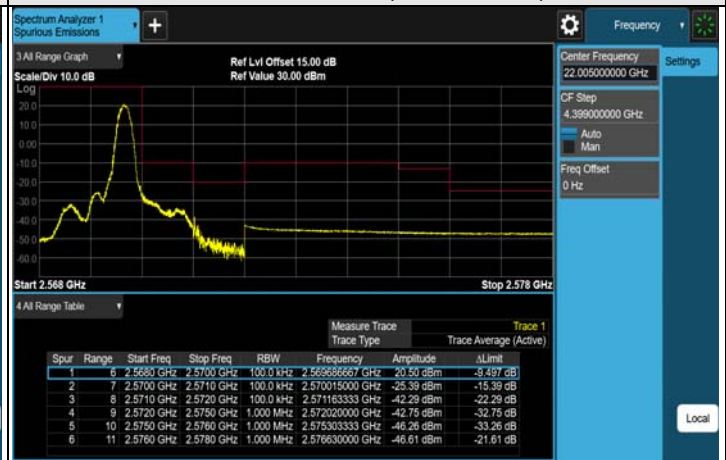 Spectrum Analyzer 1
Spurious Emissions
+
Frequency
3 All Range Graph
Scale/Div 10.0 dB
Ref Lvl Offset 15.00 dB
Ref Value 30.00 dBm
Log
20.0
10.0
0.00
-10.0
-20.0
-30.0
-40.0
-50.0
-60.0
Start 2.568 GHz
Stop 2.578 GHz
4 All Range Table
Measure Trace Trace 1
Trace Type Trace Average (Active)
Spur Range Start Freq Stop Freq RBW Frequency Amplitude ΔLimit
1 6 2.5680 GHz 2.5700 GHz 100.0 kHz 2.569686667 GHz 20.50 dBm -9.497 dB
2 7 2.5700 GHz 2.5710 GHz 100.0 kHz 2.570015000 GHz -25.39 dBm -15.39 dB
3 8 2.5710 GHz 2.5720 GHz 100.0 kHz 2.571163333 GHz -42.29 dBm -22.29 dB
4 9 2.5720 GHz 2.5750 GHz 1.000 MHz 2.572020000 GHz -42.75 dBm -32.75 dB
5 10 2.5750 GHz 2.5760 GHz 1.000 MHz 2.575303333 GHz -46.26 dBm -33.26 dB
6 11 2.5760 GHz 2.5780 GHz 1.000 MHz 2.576630000 GHz -46.61 dBm -21.61 dB
Center Frequency
22.005000000 GHz
Settings
CF Step
4.399000000 GHz
Auto
Man
Freq Offset
0 Hz
Local